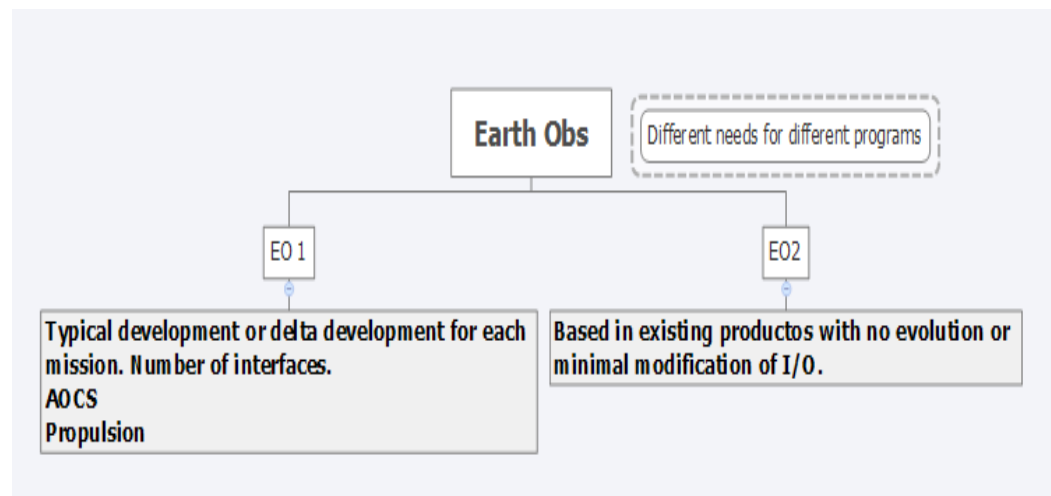 Earth Obs
Different needs for different programs
EO 1
EO2
Typical development or delta development for each
mission. Number of interfaces.
AOCS
Propulsion
Based in existing productos with no evolution or
minimal modification of I/O.